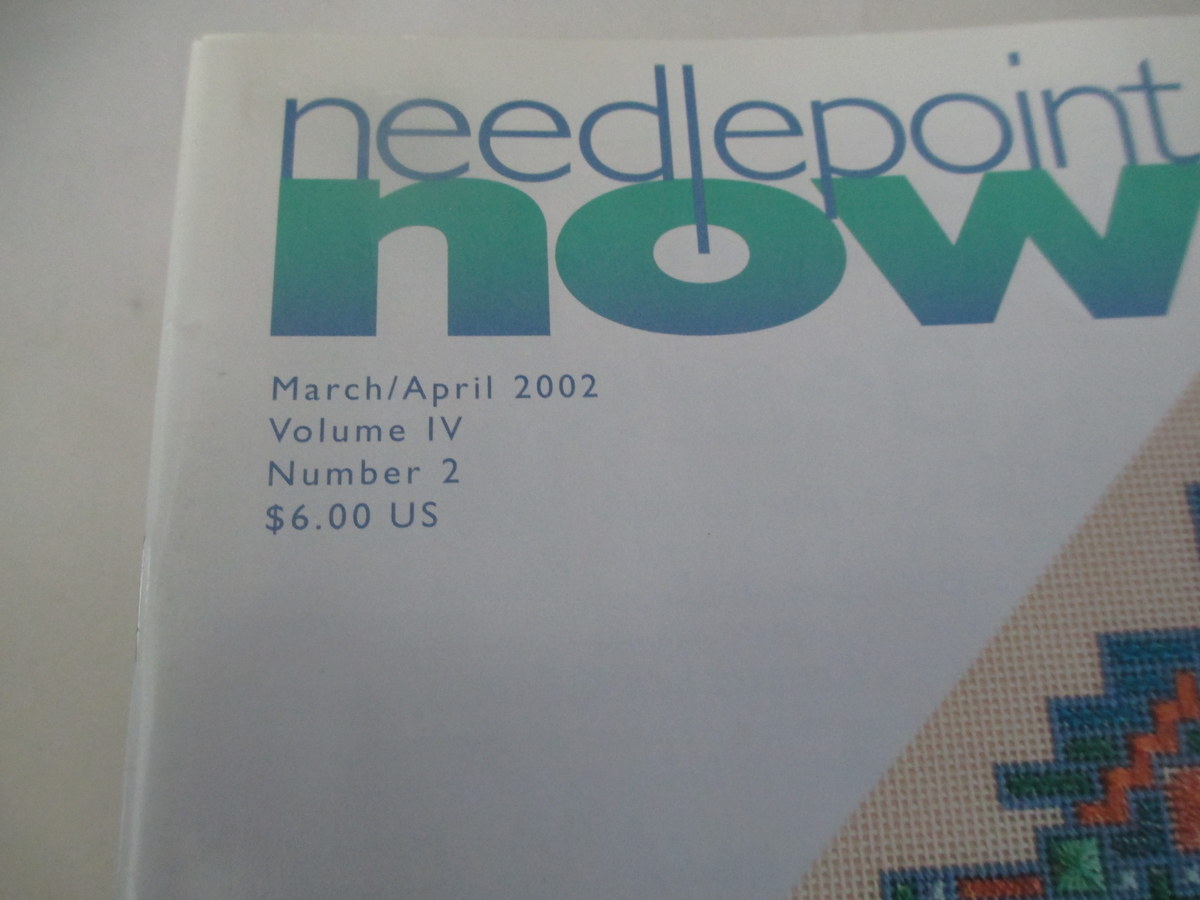 needlepoint
now
March/April 2002
Volume IV
Number 2
$6.00 US